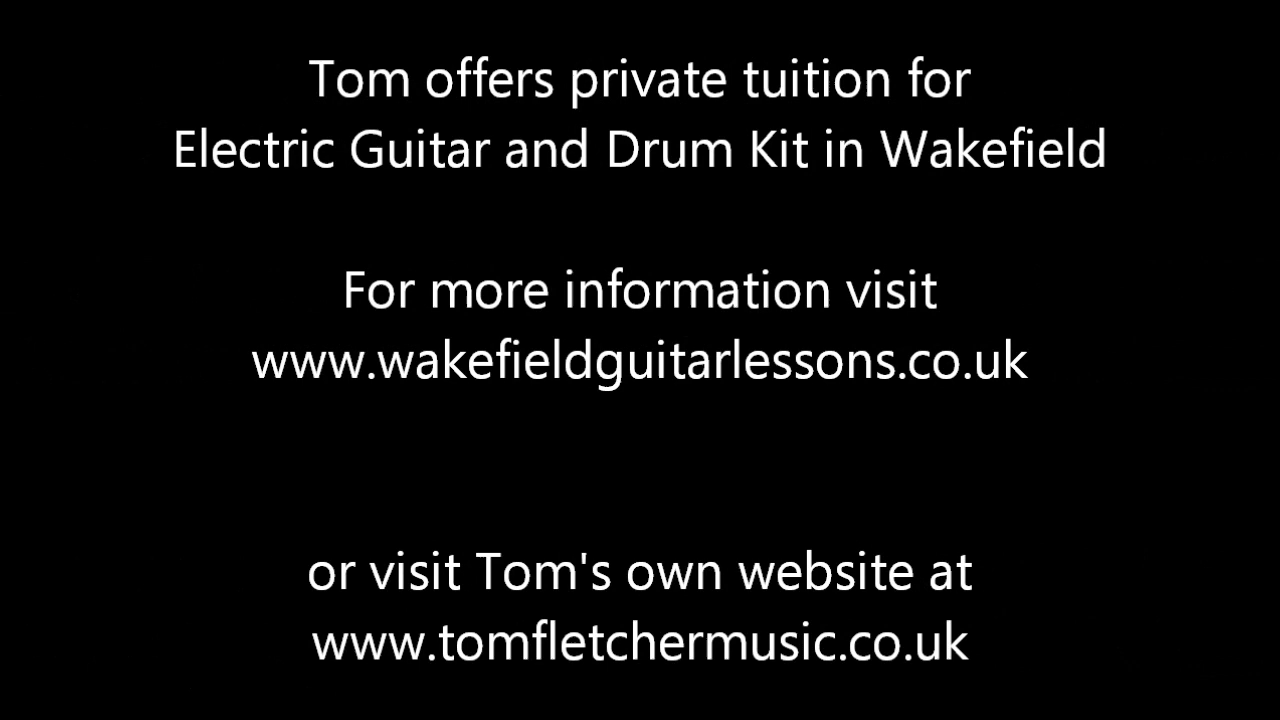 Tom offers private tuition for
Electric Guitar and Drum Kit in Wakefield
For more information visit
www.wakefieldguitarlessons.co.uk
or visit Tom's own website at
www.tomfletchermusic.co.uk